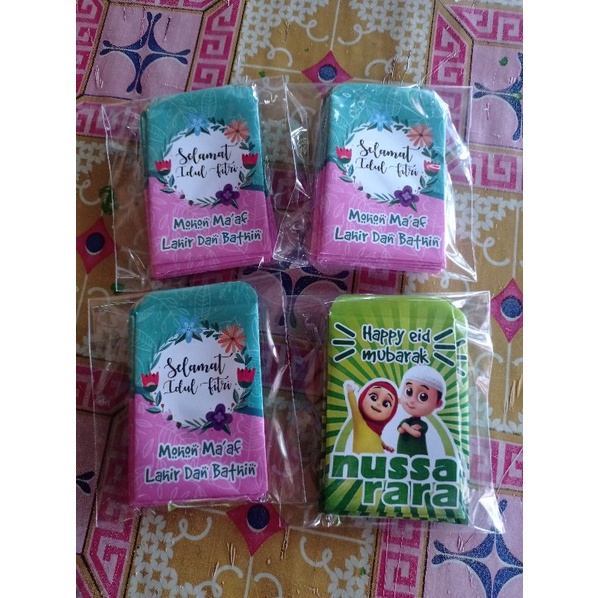 Selamat
Idul-fitri
Mohon Ma'af
Lahir Dan Bathin
Selamat
Idul-fitri
Mohon Ma'af
Lahir Dan Bathin
Selamat
Idul-fitri
Mohon Ma'af
Lahir Dan Bathin
Happy eid
mubarak
nussa
rara